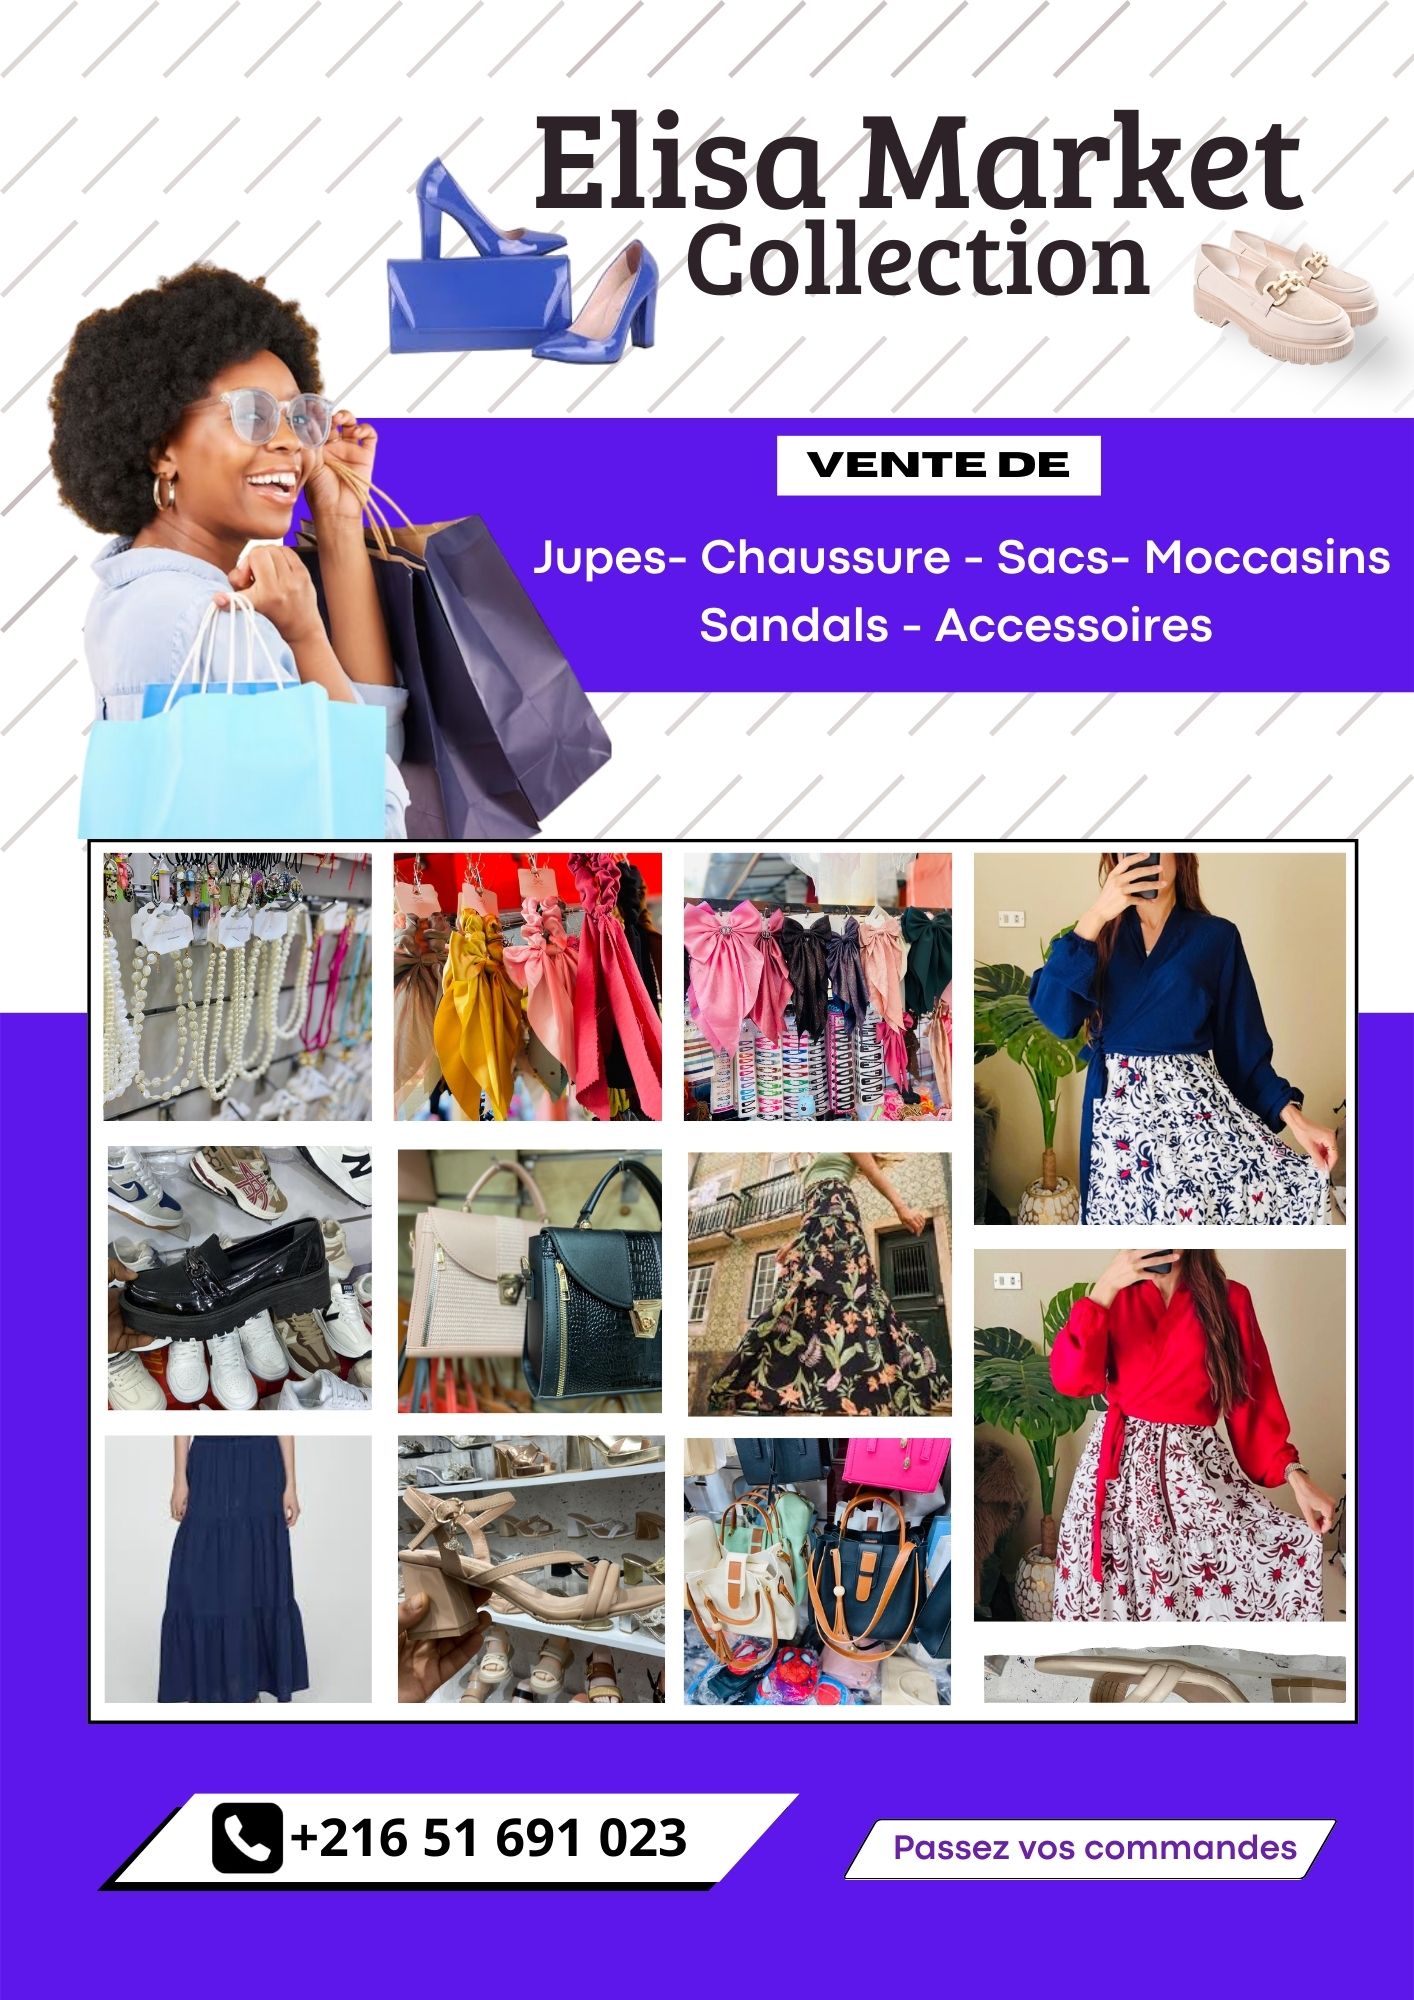 Elisa Market
Collection
VENTE DE
Jupes- Chaussure - Sacs- Moccasins
Sandals - Accessoires
+216 51 691 023
Passez vos commandes